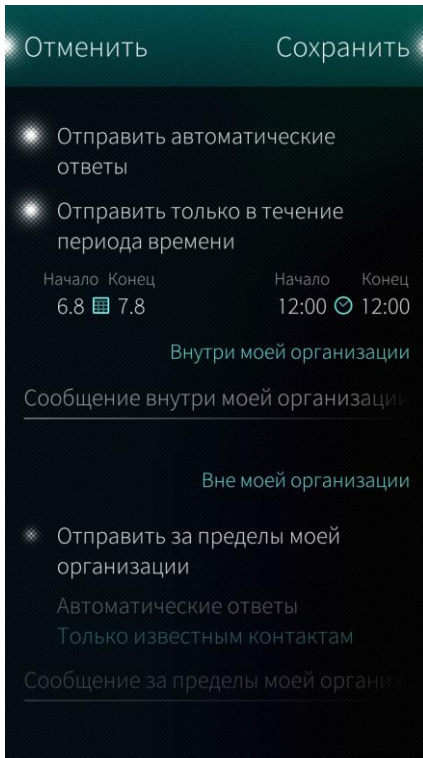 Отменить Сохранить
Отправить автоматические
ответы
Отправить только в течение
периода времени
Начало Конец Начало Конец
6.8 7.8 12:00 12:00
Внутри моей организации
Сообщение внутри моей организации
Вне моей организации
Отправить за пределы моей
организации
Автоматические ответы
Только известным контактам
Сообщение за пределы моей организ